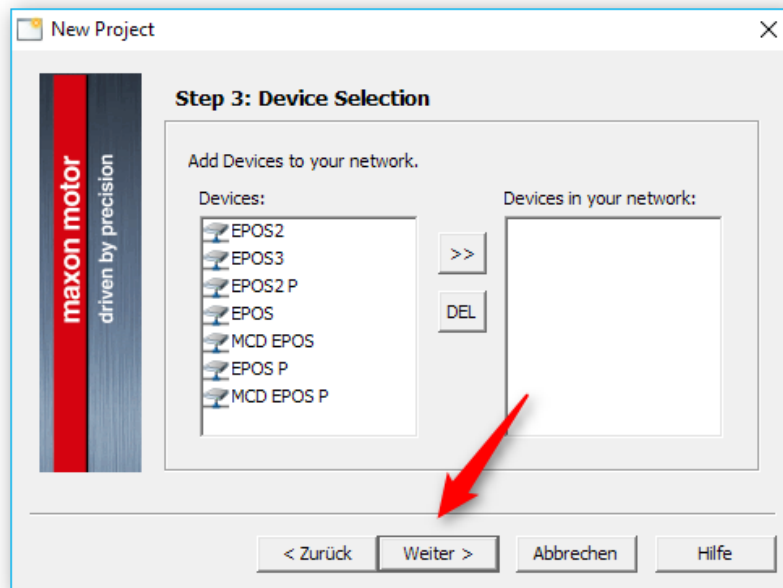 New Project
maxon motor
driven by precision
Step 3: Device Selection
Add Devices to your network.
Devices:
EPOS2
EPOS3
EPOS2 P
EPOS
MCD EPOS
EPOS P
MCD EPOS P
>>
DEL
Devices in your network:
< Zurück
Weiter >
Abbrechen
Hilfe